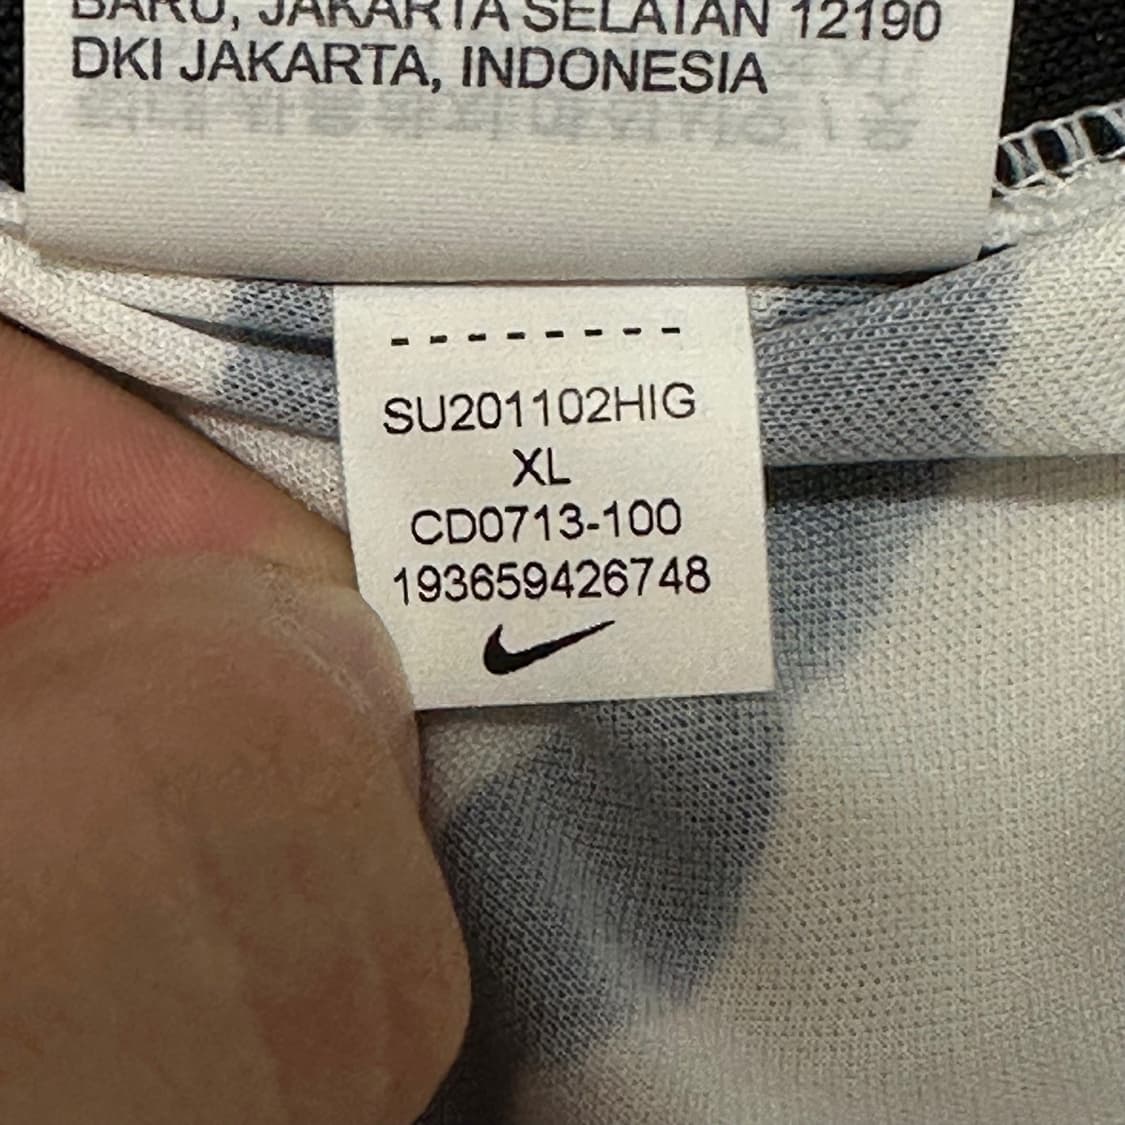 BARU, JAKARTA SELATAN 12190
DKI JAKARTA, INDONESIA
- - - - - - - -
SU201102HIG
XL
CD0713-100
193659426748